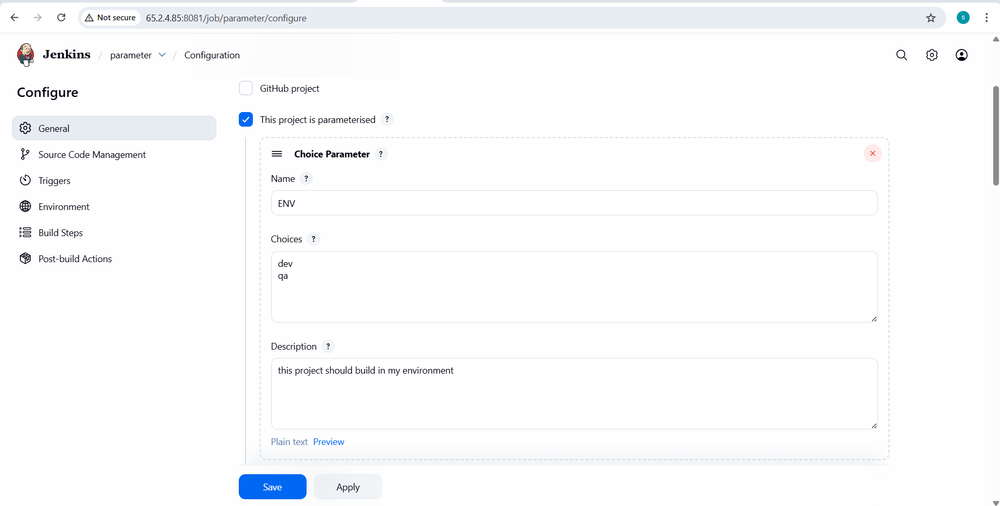 Not secure 65.2.4.85:8081/job/parameter/configure
S
Jenkins / parameter / Configuration
Configure
General
Source Code Management
Triggers
Environment
Build Steps
Post-build Actions
GitHub project
This project is parameterised ?
Choice Parameter ?
Name ?
ENV
Choices ?
dev
qa
Description ?
this project should build in my environment
Plain text Preview
Save Apply